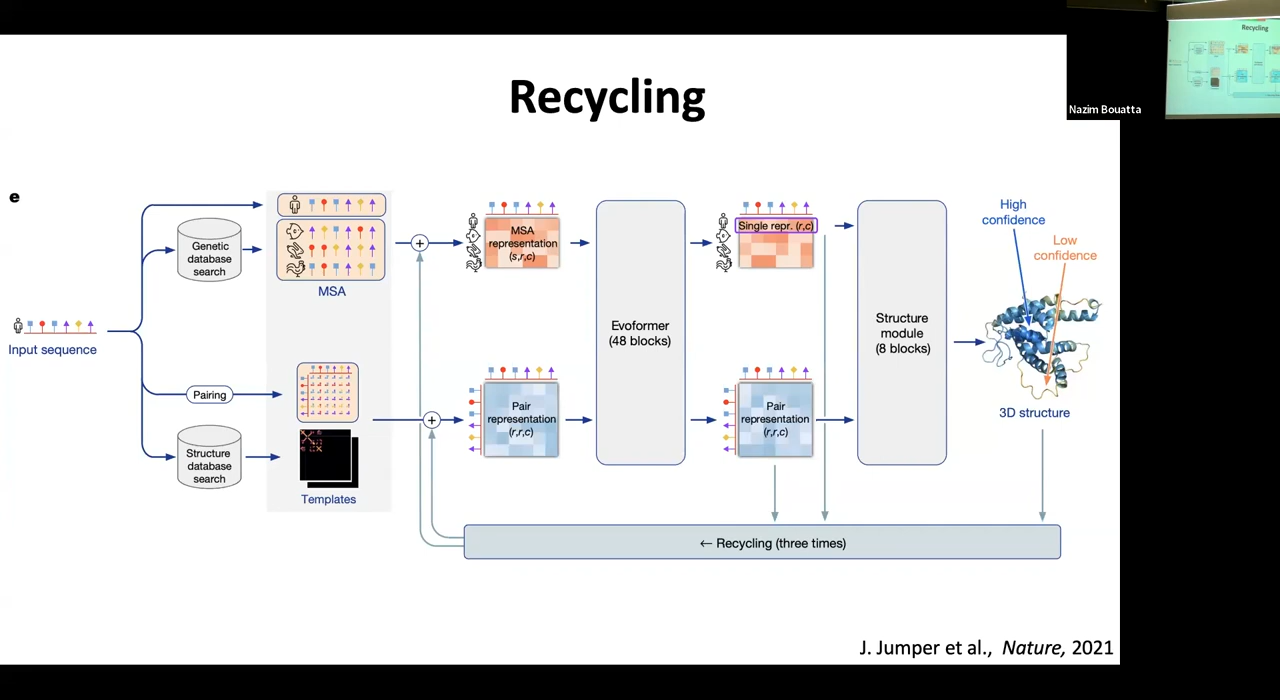 Recycling
Recycling
Nazim Bouatta
e
Genetic
database
search
MSA
Input sequence
Pairing
Structure
database
search
Templates
+
+
MSA
representation
(s,r,c)
Pair
representation
(r,r,c)
Evoformer
(48 blocks)
Single repr. (r,c)
Pair
representation
(r,r,c)
Structure
module
(8 blocks)
High
confidence
Low
confidence
3D structure
← Recycling (three times)
J. Jumper et al., Nature, 2021